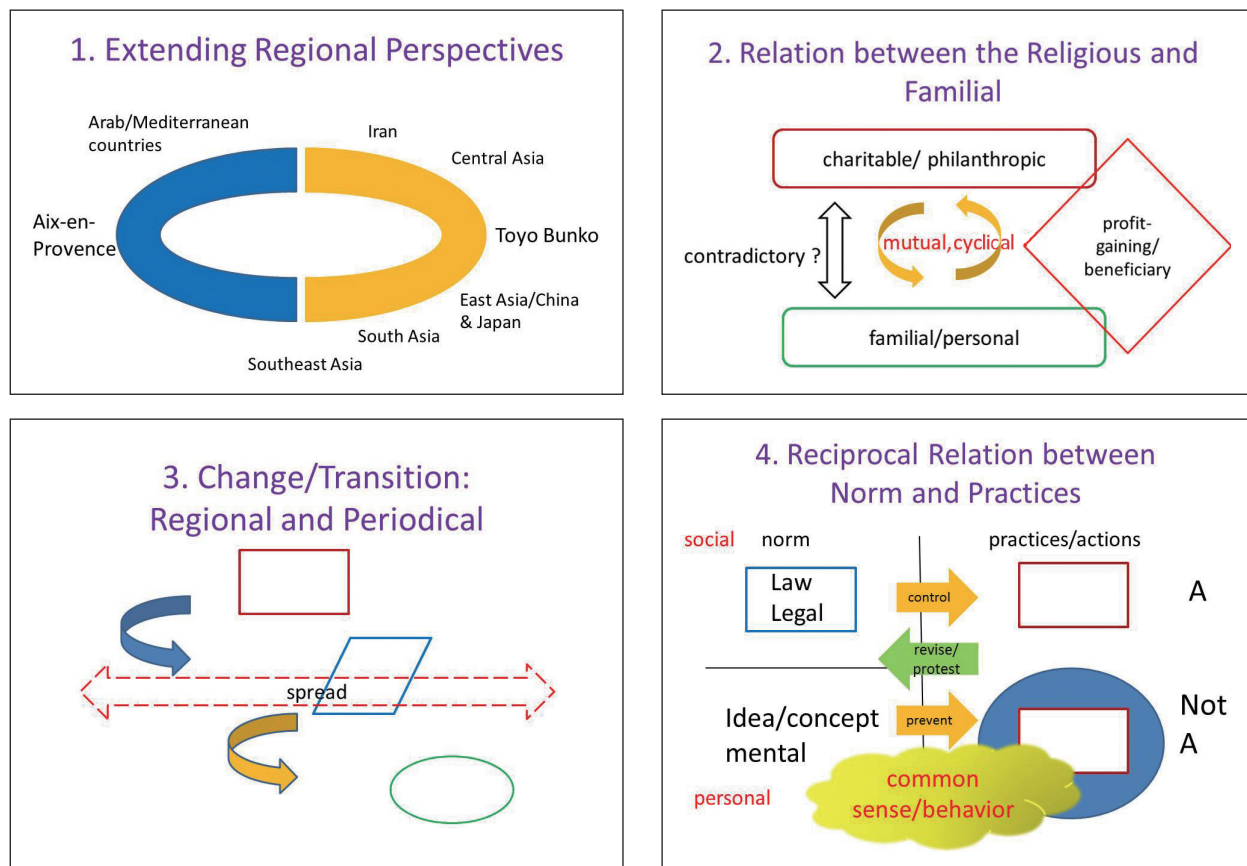 1. Extending Regional Perspectives
Arab/Mediterranean
countries
Iran
Central Asia
Aix-en-
Provence
Toyo Bunko
East Asia/China
& Japan
South Asia
Southeast Asia
2. Relation between the Religious and
Familial
charitable/ philanthropic
contradictory ?
mutual,cyclical
profit-
gaining/
beneficiary
familial/personal
3. Change/Transition:
Regional and Periodical
spread
4. Reciprocal Relation between
Norm and Practices
social norm practices/actions
Law
Legal
control
A
revise/
protest
Idea/concept
mental
prevent
Not
A
personal
common
sense/behavior